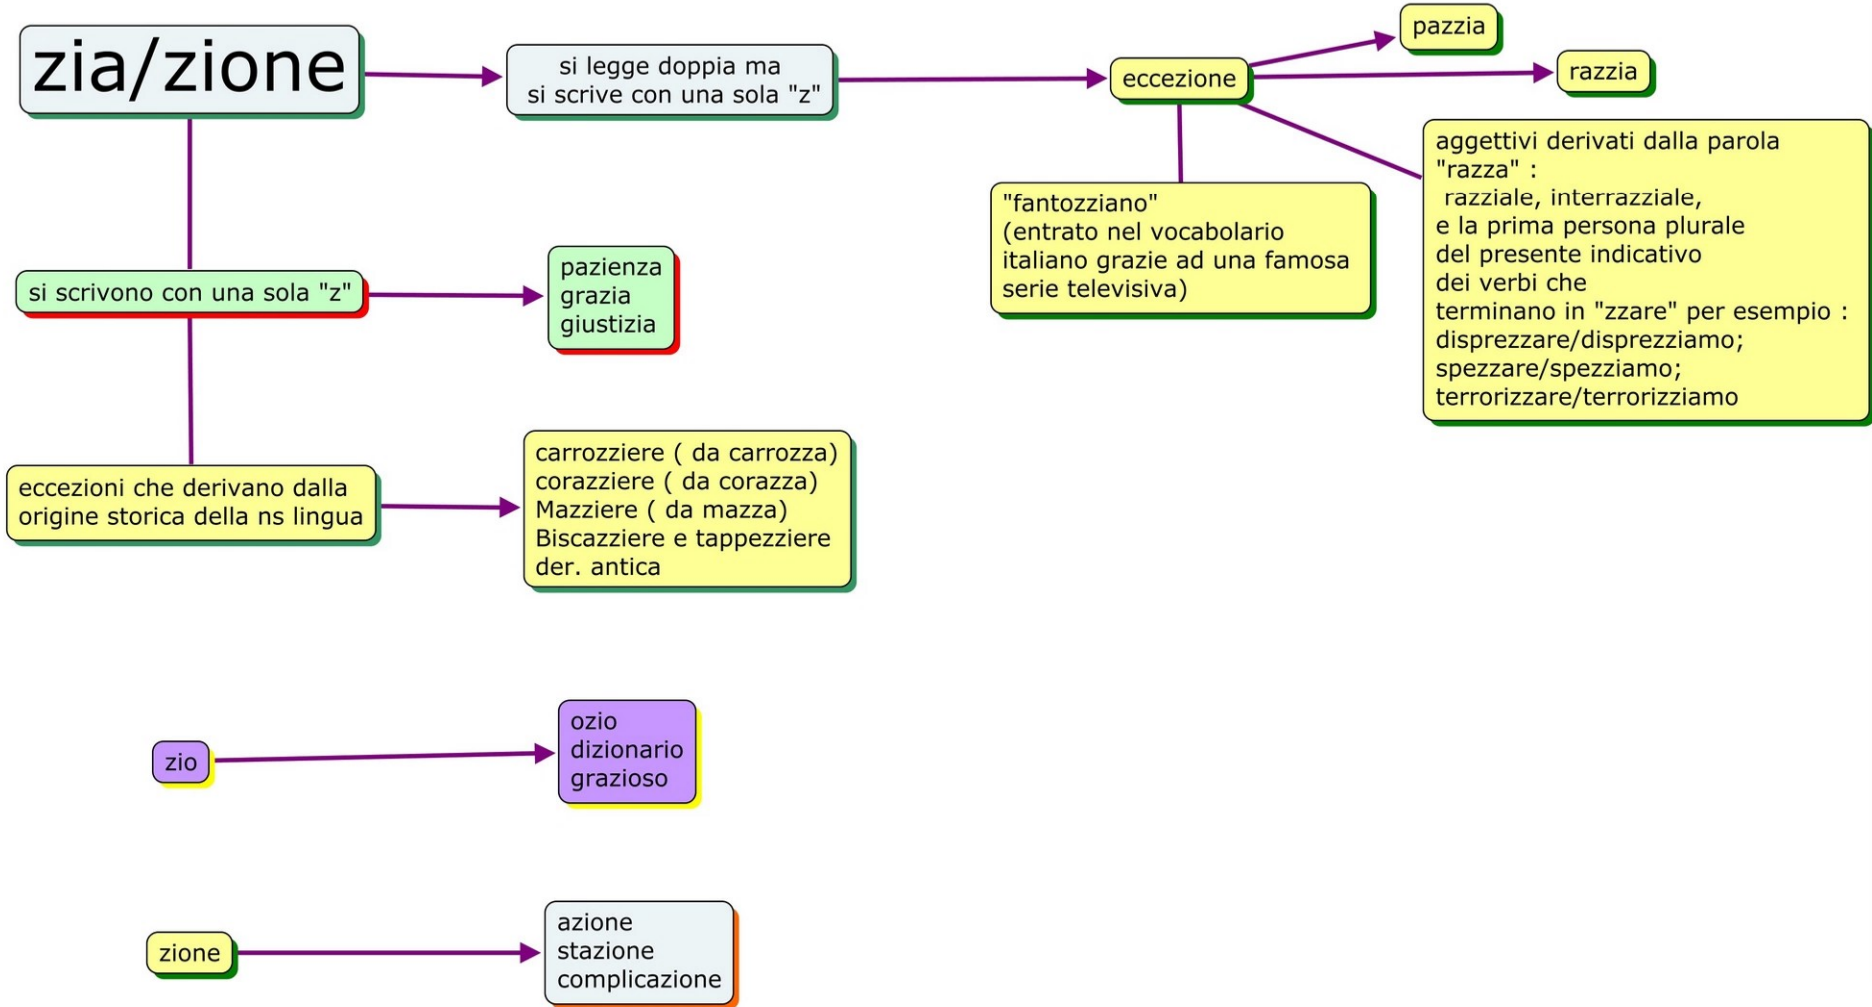 zia/zione
si legge doppia ma
si scrive con una sola "z"
eccezione
pazzia
razzia
"fantozziano"
(entrato nel vocabolario
italiano grazie ad una famosa
serie televisiva)
aggettivi derivati dalla parola
"razza" :
razziale, interrazziale,
e la prima persona plurale
del presente indicativo
dei verbi che
terminano in "zzare" per esempio :
disprezzare/disprezziamo;
spezzare/spezziamo;
terrorizzare/terrorizziamo
si scrivono con una sola "z"
pazienza
grazia
giustizia
eccezioni che derivano dalla
origine storica della ns lingua
carrozziere ( da carrozza)
corazziere ( da corazza)
Mazziere ( da mazza)
Biscazziere e tappezziere
der. antica
zio
ozio
dizionario
grazioso
zione
azione
stazione
complicazione